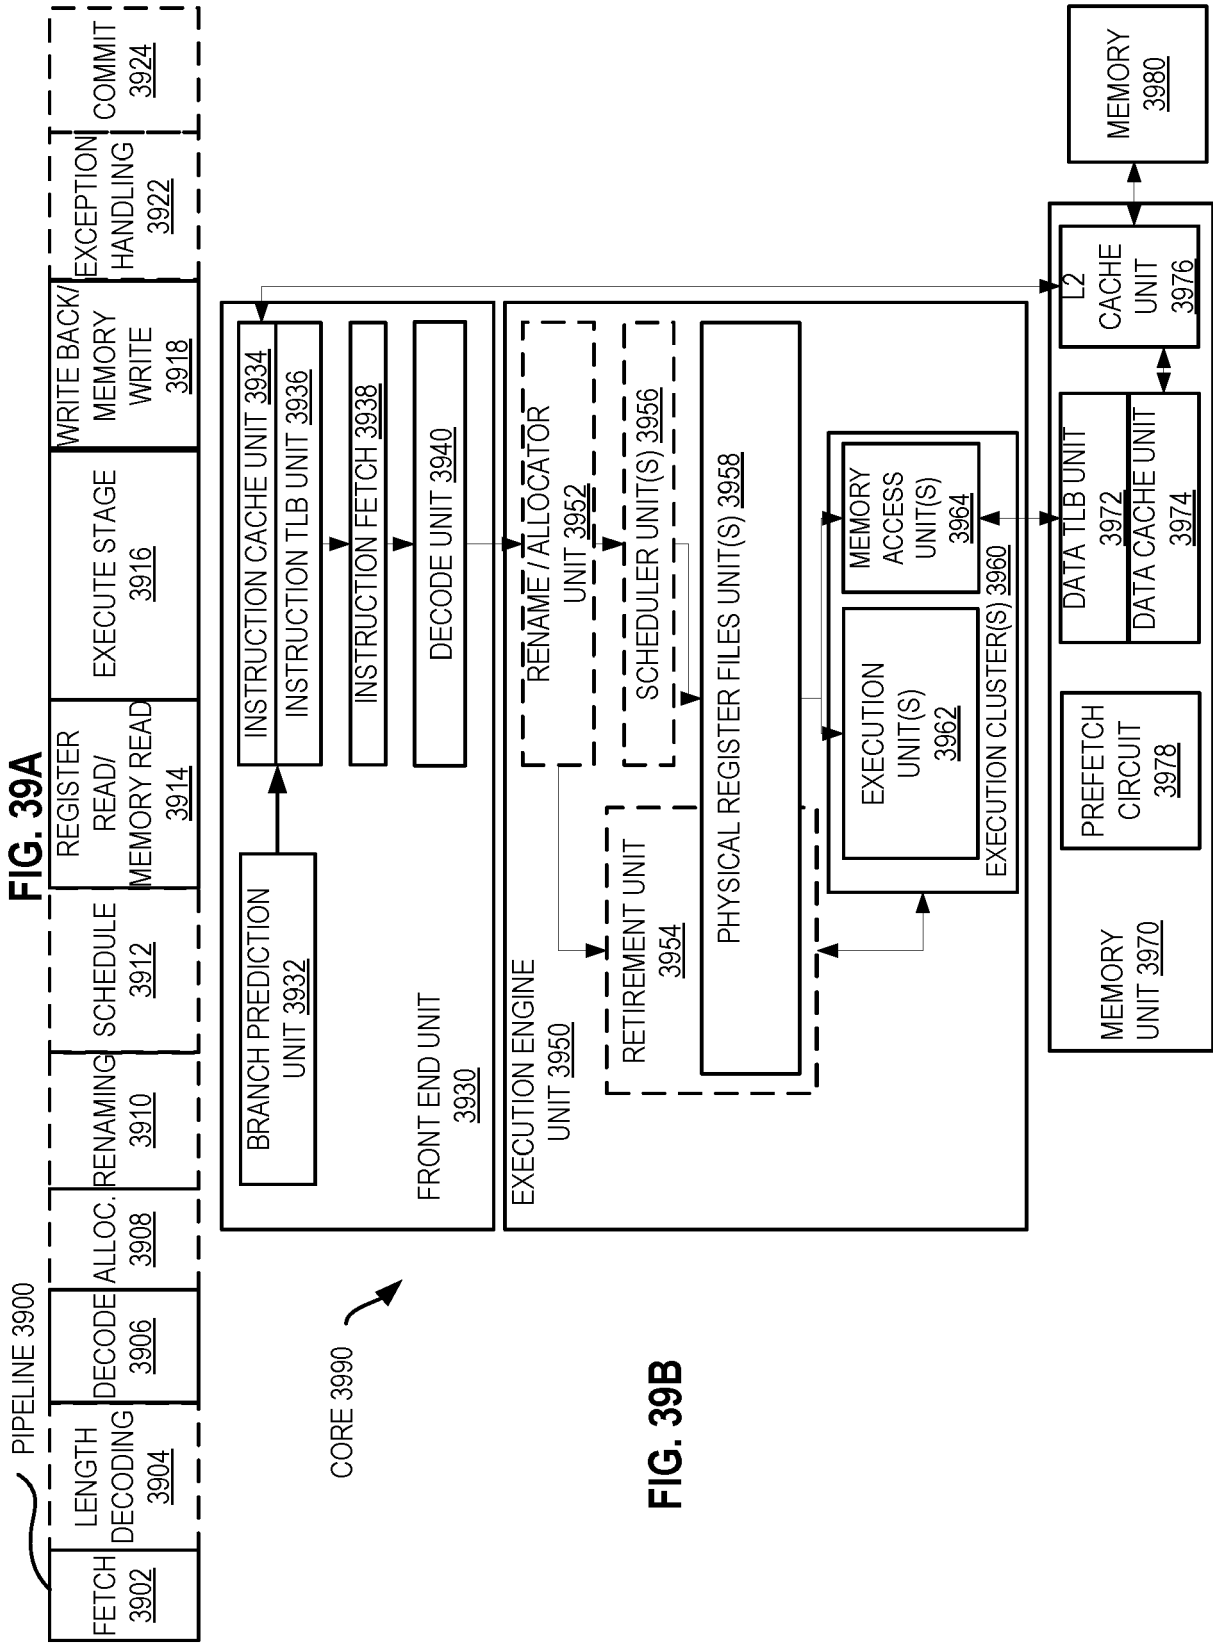 FIG. 39A
PIPELINE 3900
FETCH
3902
LENGTH
DECODING
3904
DECODE
3906
ALLOC.
3908
RENAMING
3910
SCHEDULE
3912
REGISTER
READ/
MEMORY READ
3914
EXECUTE STAGE
3916
WRITE BACK/
MEMORY
WRITE
3918
EXCEPTION
HANDLING
3922
COMMIT
3924
FIG. 39B
CORE 3990
FRONT END UNIT
3930
BRANCH PREDICTION
UNIT 3932
INSTRUCTION CACHE UNIT 3934
INSTRUCTION TLB UNIT 3936
INSTRUCTION FETCH 3938
DECODE UNIT 3940
EXECUTION ENGINE
UNIT 3950
RENAME / ALLOCATOR
UNIT 3952
RETIREMENT UNIT
3954
SCHEDULER UNIT(S) 3956
PHYSICAL REGISTER FILES UNIT(S) 3958
EXECUTION
UNIT(S)
3962
MEMORY
ACCESS
UNIT(S)
3964
EXECUTION CLUSTER(S) 3960
MEMORY
UNIT 3970
PREFETCH
CIRCUIT
3978
DATA TLB UNIT
3972
DATA CACHE UNIT
3974
L2
CACHE
UNIT
3976
MEMORY
3980